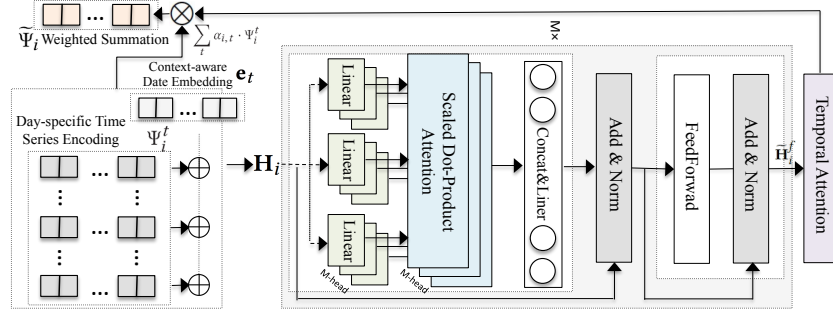 M×
Ψ̃_i Weighted Summation
∑_t α_{i,t} · Ψ_i^t
Context-aware
Date Embedding e_t
Day-specific Time
Series Encoding
Ψ_i^t
H_i
Linear
Linear
Linear
M-head
M-head
Scaled Dot-Product
Attention
Concat&Liner
Add & Norm
FeedForwad
Add & Norm
H̃_i^f
Temporal Attention